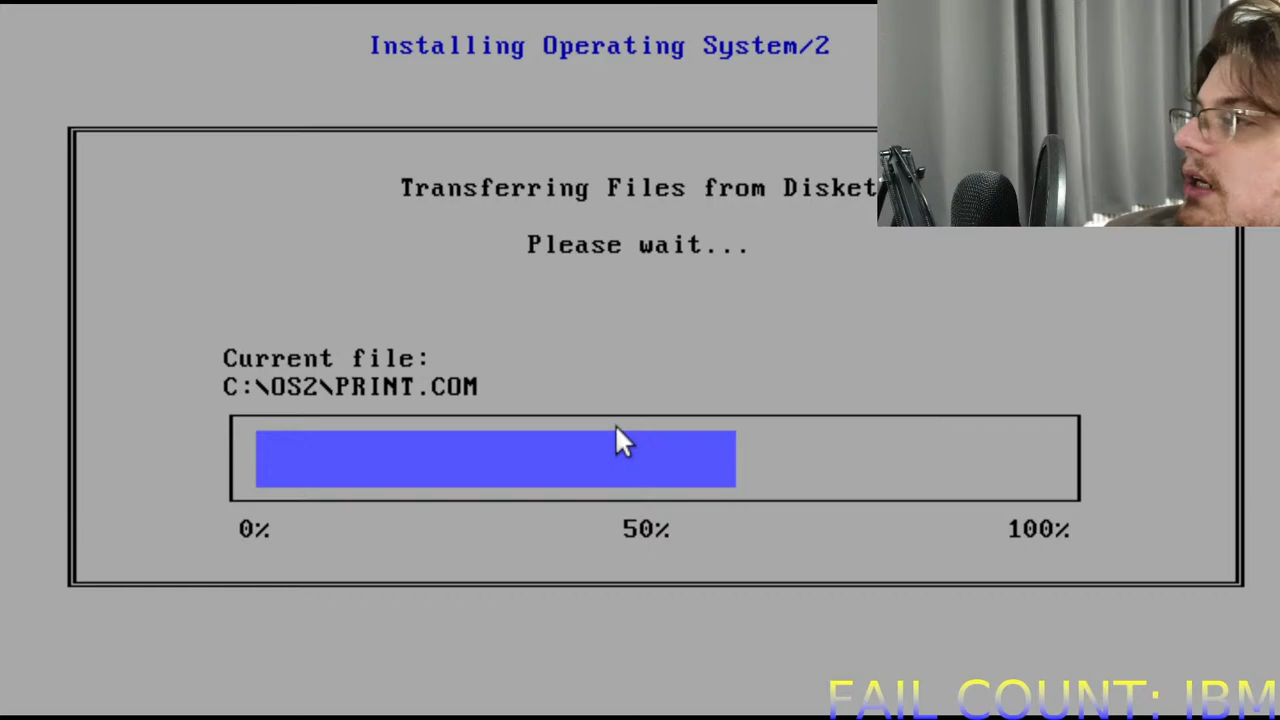 Installing Operating System/2
Transferring Files from Disket
Please wait...
Current file:
C:\OS2\PRINT.COM
0% 50% 100%
FAIL COUNT: IBM